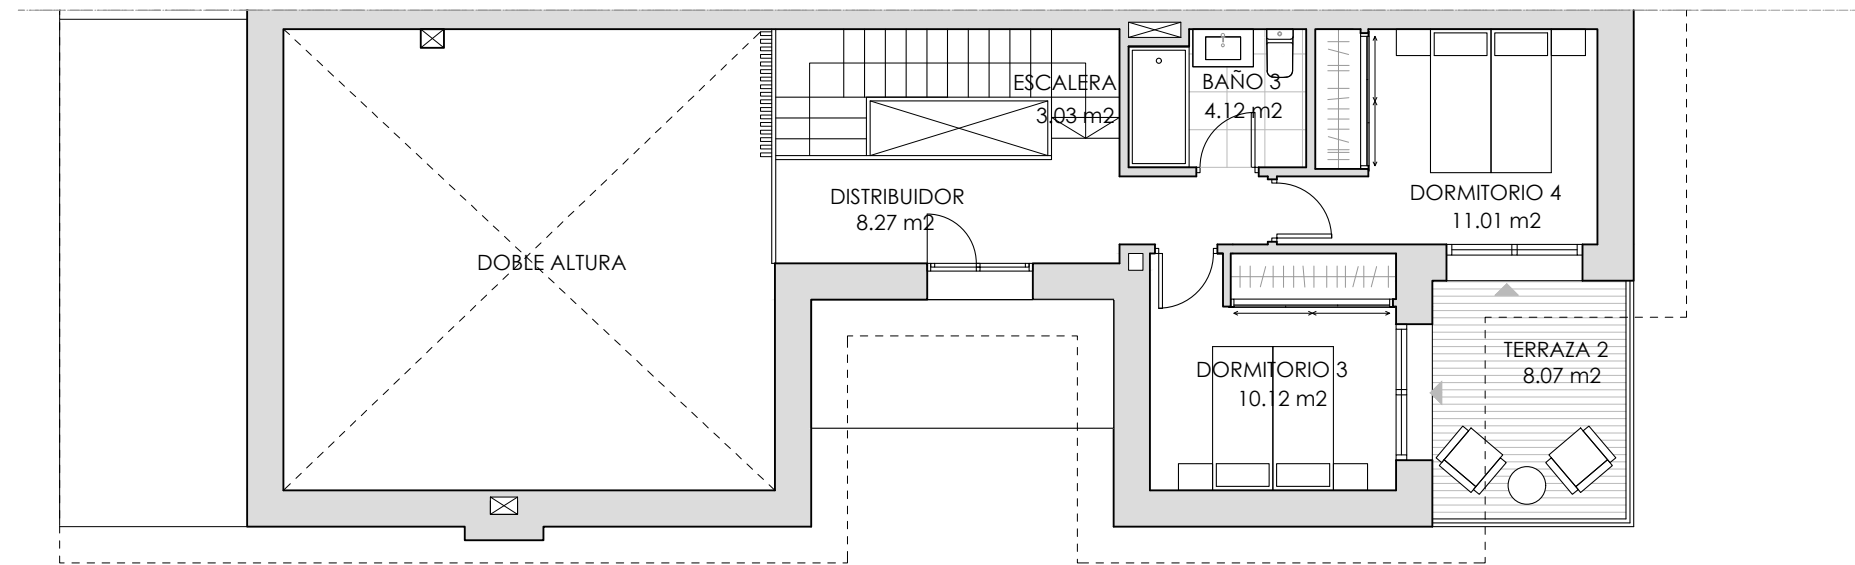 ESCALERA
3.03 m2
BAÑO 3
4.12 m2
DISTRIBUIDOR
8.27 m2
DORMITORIO 4
11.01 m2
DOBLE ALTURA
TERRAZA 2
8.07 m2
DORMITORIO 3
10.12 m2